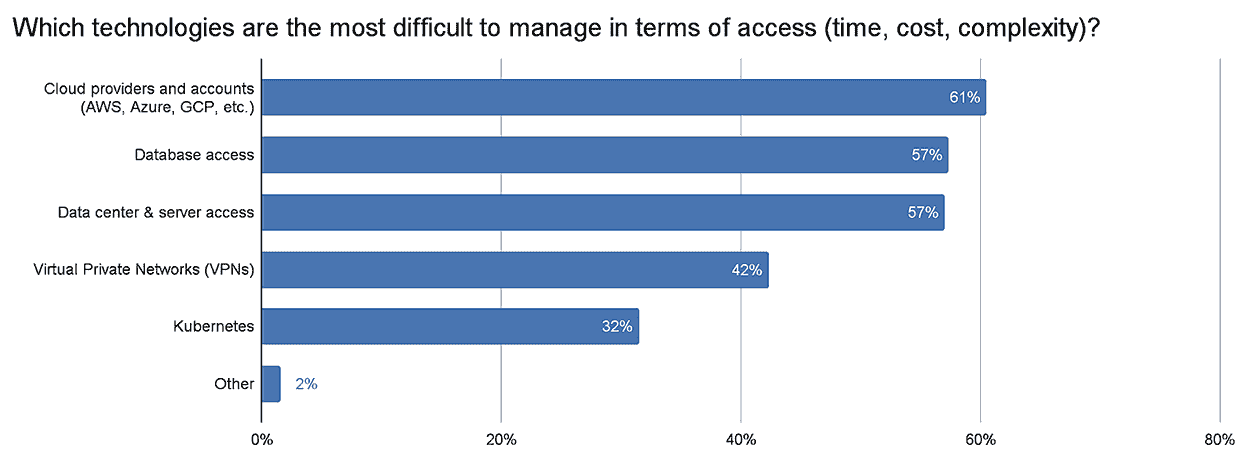 Which technologies are the most difficult to manage in terms of access (time, cost, complexity)?
Cloud providers and accounts
(AWS, Azure, GCP, etc.)
61%
Database access
57%
Data center & server access
57%
Virtual Private Networks (VPNs)
42%
Kubernetes
32%
Other
2%
0%
20%
40%
60%
80%